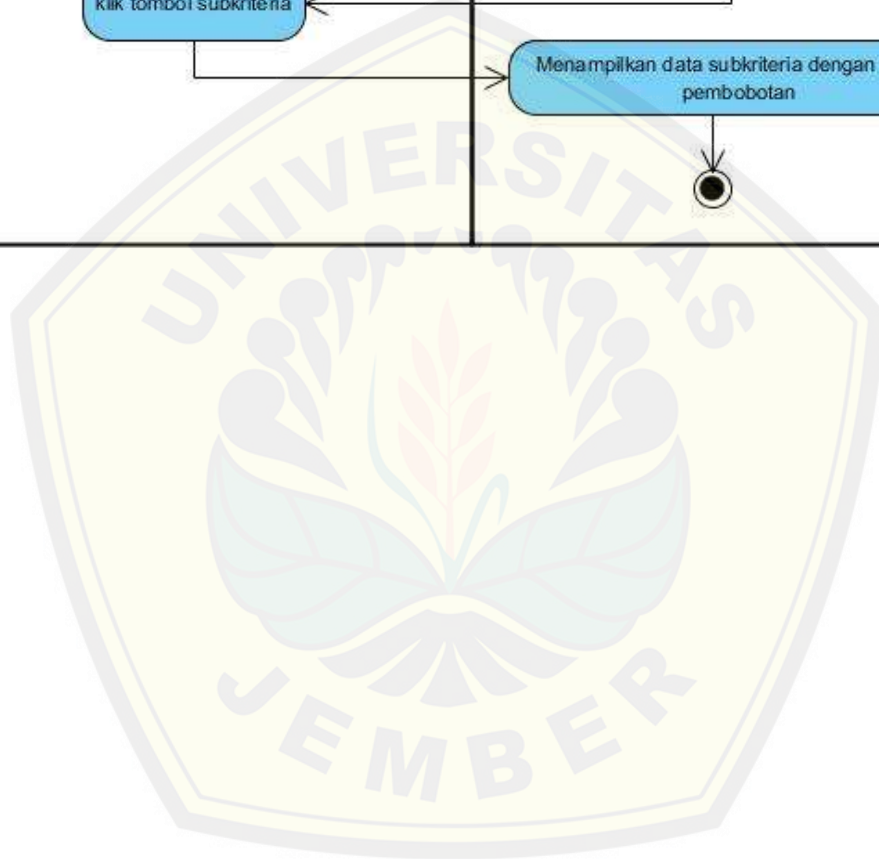 klik tombol subkriteria
Menampilkan data subkriteria dengan
pembobotan
UNIVERSITAS
JEMBER